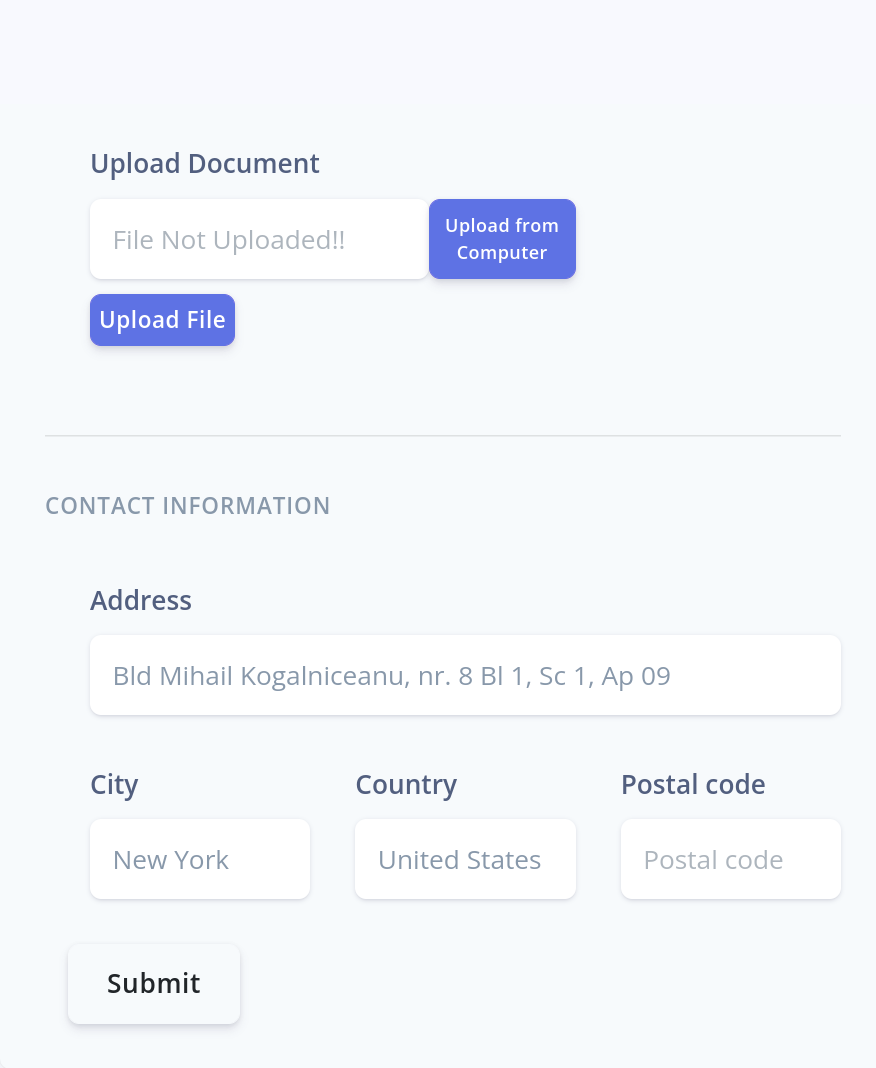 Upload Document
File Not Uploaded!!
Upload from
Computer
Upload File
CONTACT INFORMATION
Address
Bld Mihail Kogalniceanu, nr. 8 Bl 1, Sc 1, Ap 09
City
Country
Postal code
New York
United States
Postal code
Submit